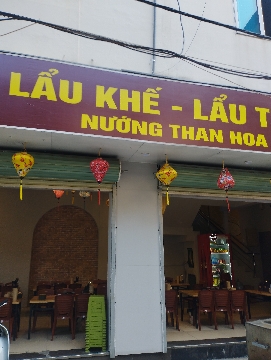 LẨU KHẾ - LẨU T
NƯỚNG THAN HOA